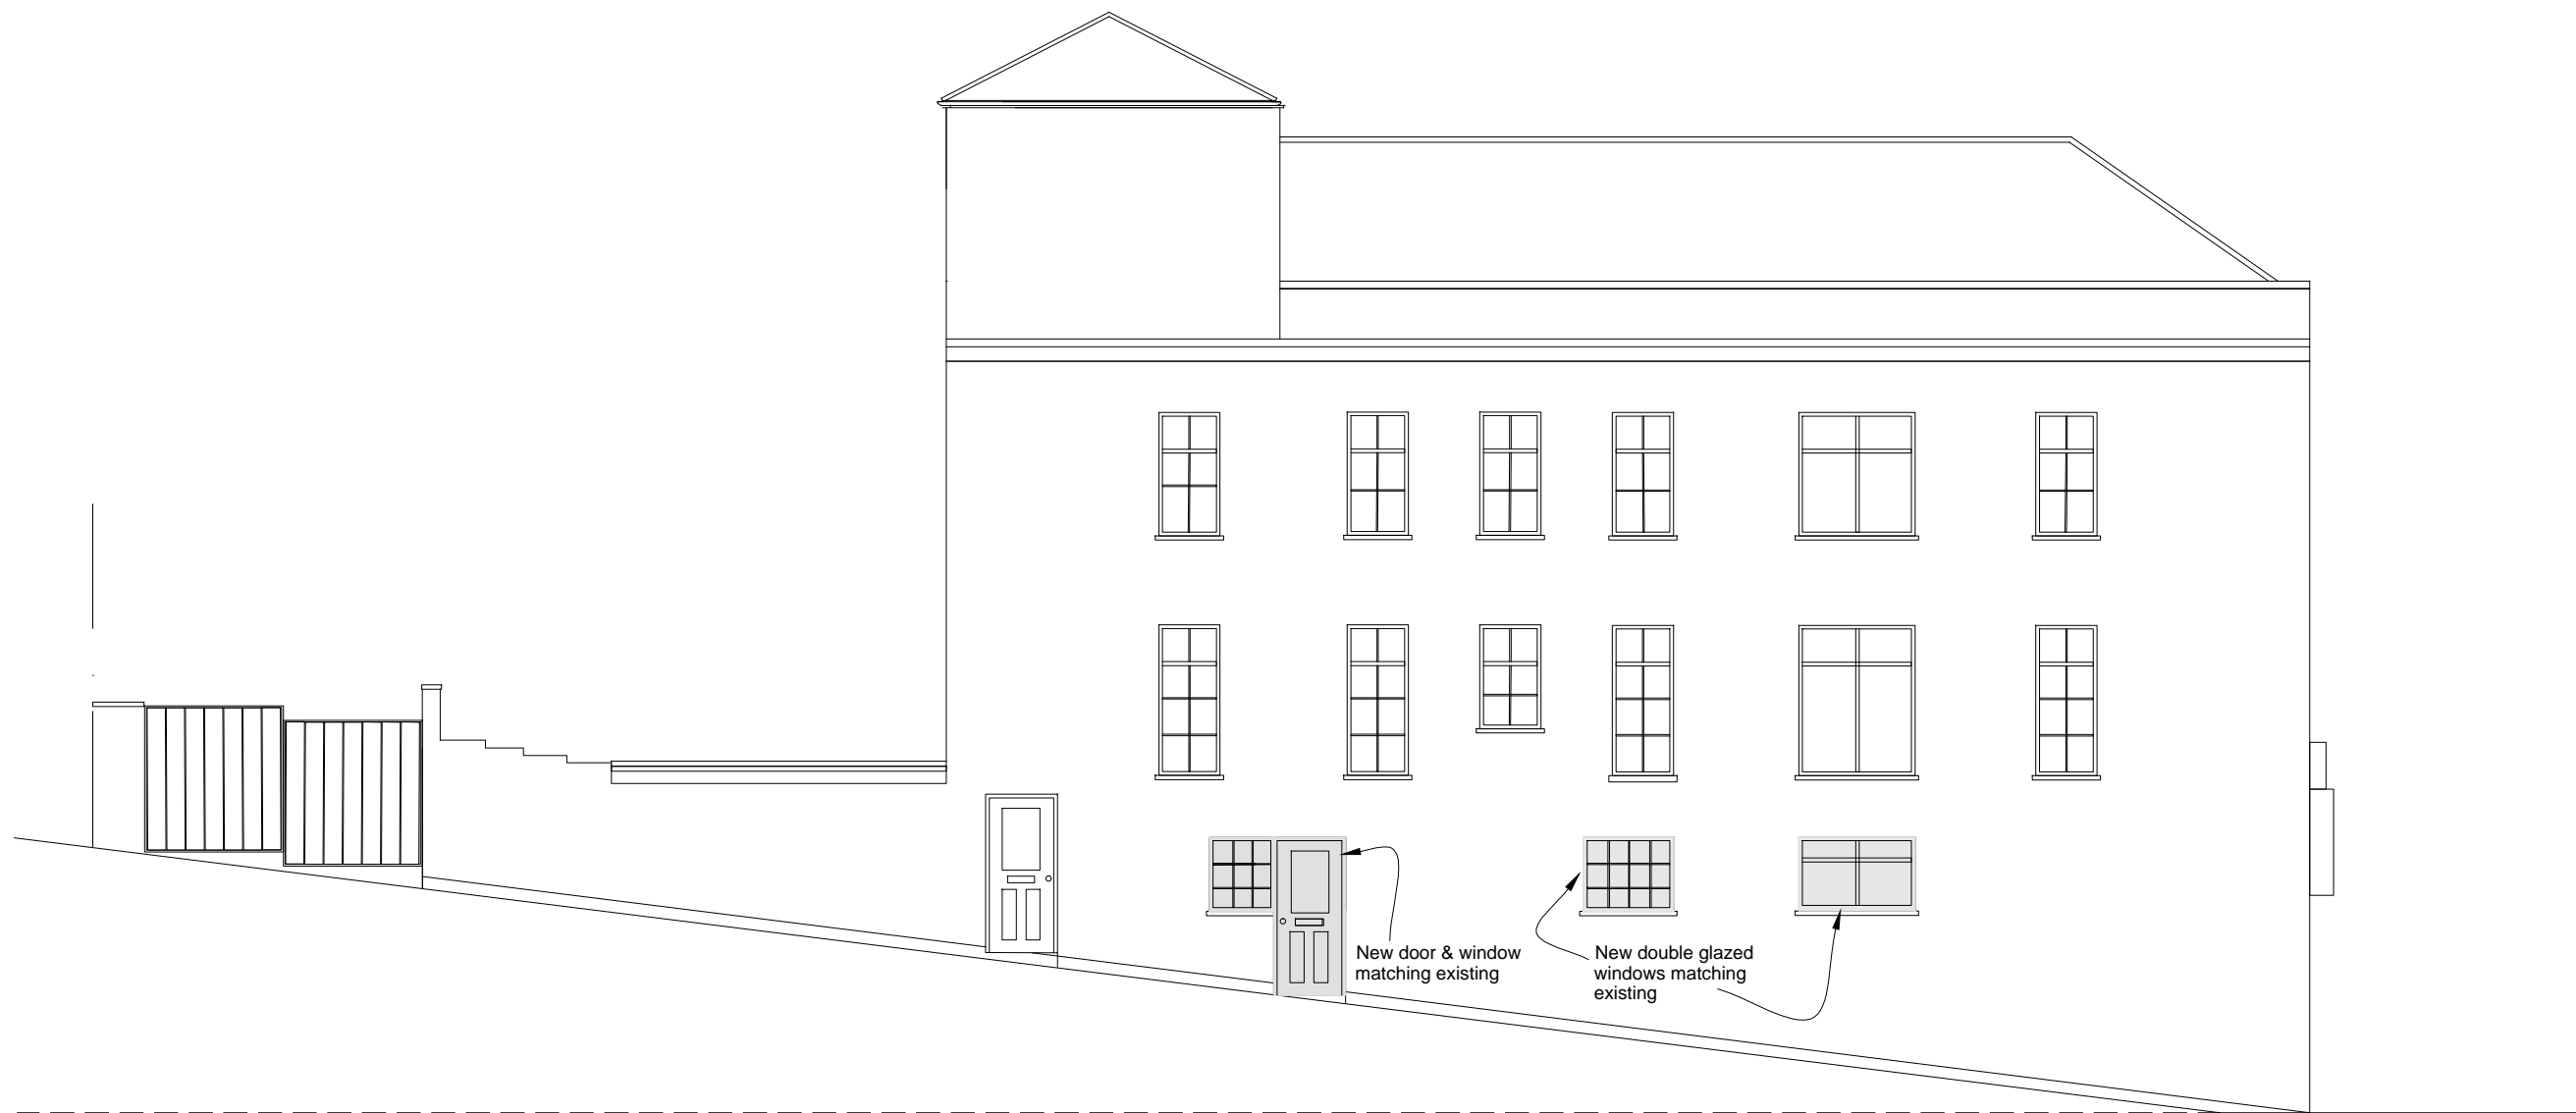 New door & window
matching existing
New double glazed
windows matching
existing